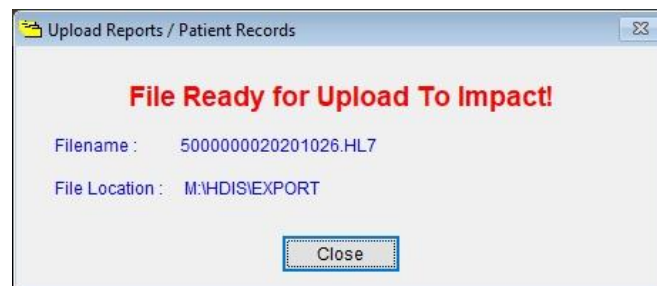 Upload Reports / Patient Records
File Ready for Upload To Impact!
Filename : 5000000020201026.HL7
File Location : M:\HDIS\EXPORT
Close